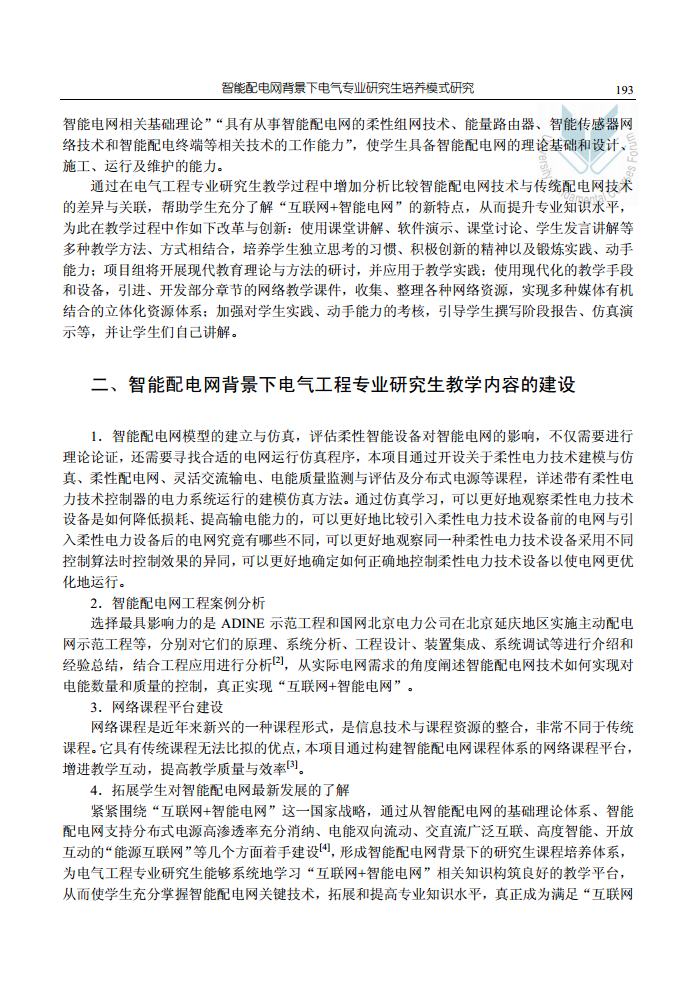 智能配电网背景下电气专业研究生培养模式研究 193
智能电网相关基础理论”“具有从事智能配电网的柔性组网技术、能量路由器、智能传感器网
络技术和智能配电终端等相关技术的工作能力”，使学生具备智能配电网的理论基础和设计、
施工、运行及维护的能力。
通过在电气工程专业研究生教学过程中增加分析比较智能配电网技术与传统配电网技术
的差异与关联，帮助学生充分了解“互联网+智能电网”的新特点，从而提升专业知识水平，
为此在教学过程中作如下改革与创新：使用课堂讲解、软件演示、课堂讨论、学生发言讲解等
多种教学方法、方式相结合，培养学生独立思考的习惯、积极创新的精神以及锻炼实践、动手
能力；项目组将开展现代教育理论与方法的研讨，并应用于教学实践；使用现代化的教学手段
和设备，引进、开发部分章节的网络教学课件，收集、整理各种网络资源，实现多种媒体有机
结合的立体化资源体系；加强对学生实践、动手能力的考核，引导学生撰写阶段报告、仿真演
示等，并让学生们自己讲解。
二、智能配电网背景下电气工程专业研究生教学内容的建设
1．智能配电网模型的建立与仿真，评估柔性智能设备对智能电网的影响，不仅需要进行
理论论证，还需要寻找合适的电网运行仿真程序，本项目通过开设关于柔性电力技术建模与仿
真、柔性配电网、灵活交流输电、电能质量监测与评估及分布式电源等课程，详述带有柔性电
力技术控制器的电力系统运行的建模仿真方法。通过仿真学习，可以更好地观察柔性电力技术
设备是如何降低损耗、提高输电能力的，可以更好地比较引入柔性电力技术设备前的电网与引
入柔性电力设备后的电网究竟有哪些不同，可以更好地观察同一种柔性电力技术设备采用不同
控制算法时控制效果的异同，可以更好地确定如何正确地控制柔性电力技术设备以使电网更优
化地运行。
2．智能配电网工程案例分析
选择最具影响力的是 ADINE 示范工程和国网北京电力公司在北京延庆地区实施主动配电
网示范工程等，分别对它们的原理、系统分析、工程设计、装置集成、系统调试等进行介绍和
经验总结，结合工程应用进行分析[2]，从实际电网需求的角度阐述智能配电网技术如何实现对
电能数量和质量的控制，真正实现“互联网+智能电网”。
3．网络课程平台建设
网络课程是近年来新兴的一种课程形式，是信息技术与课程资源的整合，非常不同于传统
课程。它具有传统课程无法比拟的优点，本项目通过构建智能配电网课程体系的网络课程平台，
增进教学互动，提高教学质量与效率[3]。
4．拓展学生对智能配电网最新发展的了解
紧紧围绕“互联网+智能电网”这一国家战略，通过从智能配电网的基础理论体系、智能
配电网支持分布式电源高渗透率充分消纳、电能双向流动、交直流广泛互联、高度智能、开放
互动的“能源互联网”等几个方面着手建设[4]，形成智能配电网背景下的研究生课程培养体系，
为电气工程专业研究生能够系统地学习“互联网+智能电网”相关知识构筑良好的教学平台，
从而使学生充分掌握智能配电网关键技术，拓展和提高专业知识水平，真正成为满足“互联网